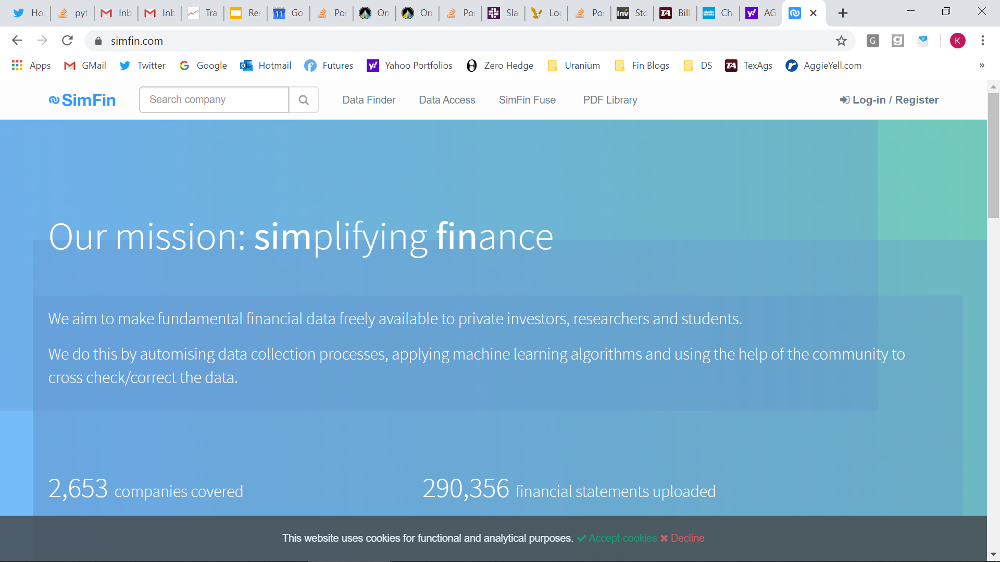 Ho pyt Inb Inb Tra Re Go Po On On Po Sla Log Po Inv Sto TA Bill Ch AG
simfin.com
K
Apps GMail Twitter Google Hotmail Futures Yahoo Portfolios Zero Hedge Uranium Fin Blogs DS TexAgs AggieYell.com »
SimFin Search company Data Finder Data Access SimFin Fuse PDF Library Log-in / Register
Our mission: simplifying finance
We aim to make fundamental financial data freely available to private investors, researchers and students.
We do this by automising data collection processes, applying machine learning algorithms and using the help of the community to
cross check/correct the data.
2,653 companies covered 290,356 financial statements uploaded
This website uses cookies for functional and analytical purposes. ✔ Accept cookies ✖ Decline